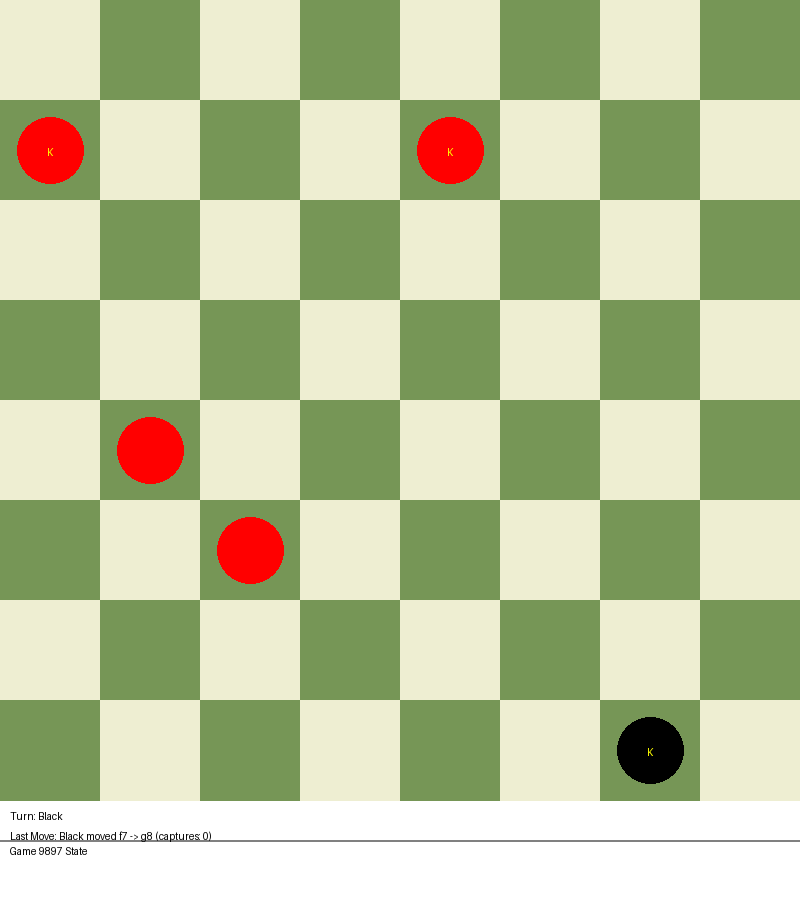 K
K
K
Turn: Black
Last Move: Black moved f7 -> g8 (captures: 0)
Game 9897 State